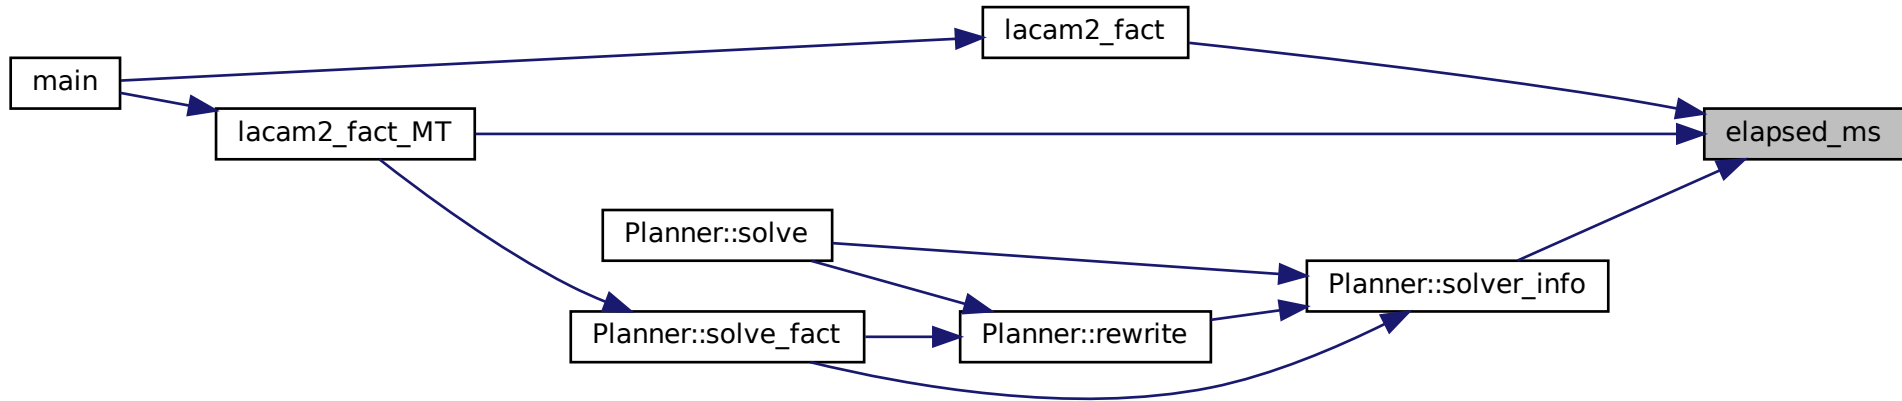 lacam2_fact
main
lacam2_fact_MT
elapsed_ms
Planner::solve
Planner::solver_info
Planner::solve_fact
Planner::rewrite